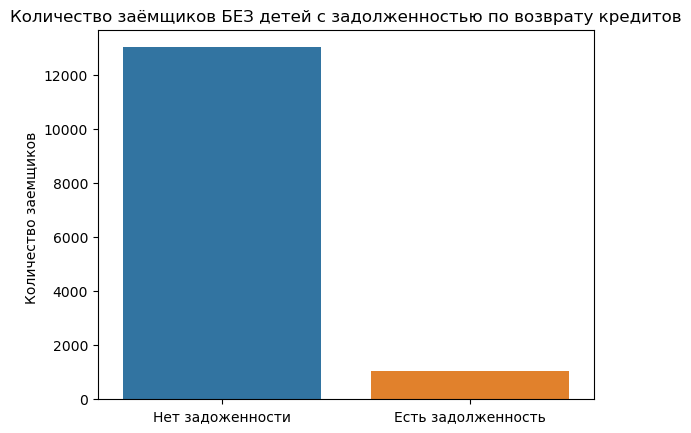 Количество заёмщиков БЕЗ детей с задолженностью по возврату кредитов
Количество заемщиков
12000
10000
8000
6000
4000
2000
0
Нет задоженности
Есть задолженность